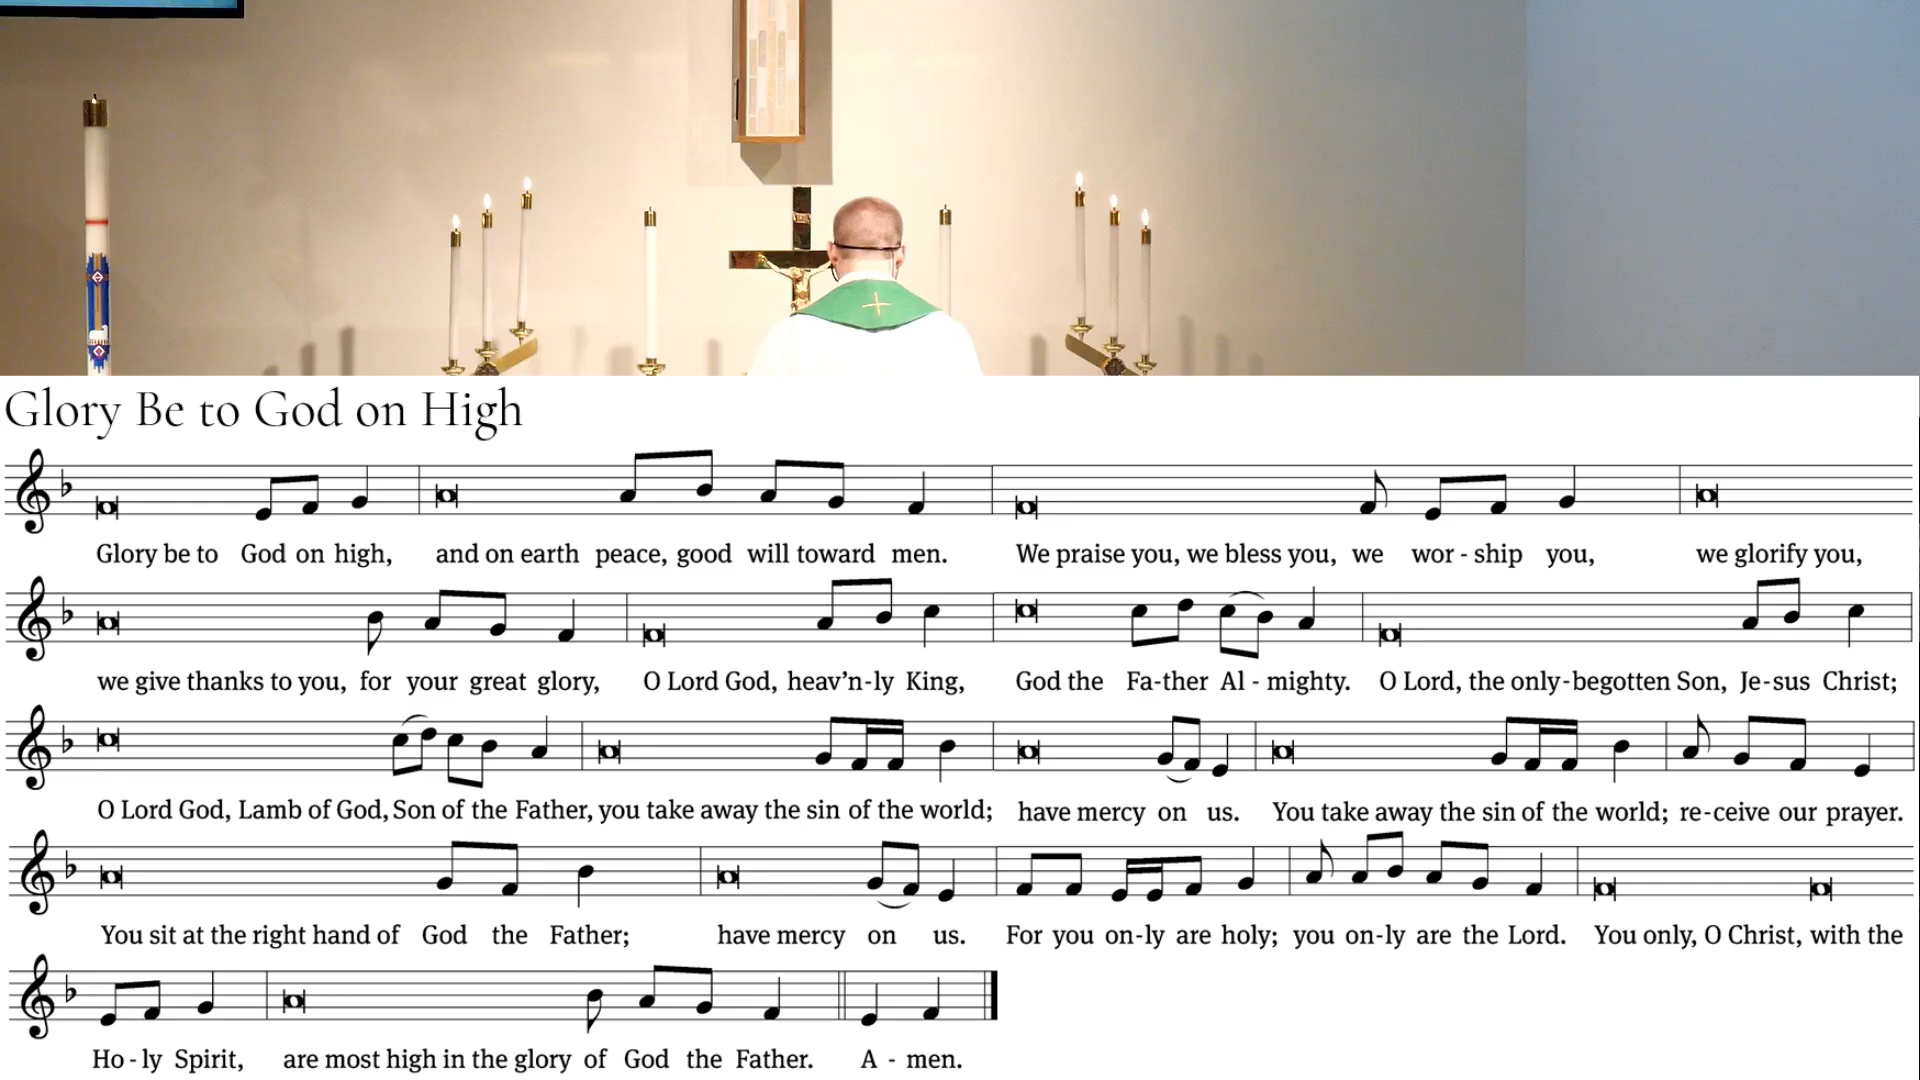 Glory Be to God on High
Glory be to God on high, and on earth peace, good will toward men. We praise you, we bless you, we wor - ship you, we glorify you,
we give thanks to you, for your great glory, O Lord God, heav’n-ly King, God the Fa-ther Al - mighty. O Lord, the only-begotten Son, Je-sus Christ;
O Lord God, Lamb of God, Son of the Father, you take away the sin of the world; have mercy on us. You take away the sin of the world; re-ceive our prayer.
You sit at the right hand of God the Father; have mercy on us. For you on-ly are holy; you on-ly are the Lord. You only, O Christ, with the
Ho - ly Spirit, are most high in the glory of God the Father. A - men.